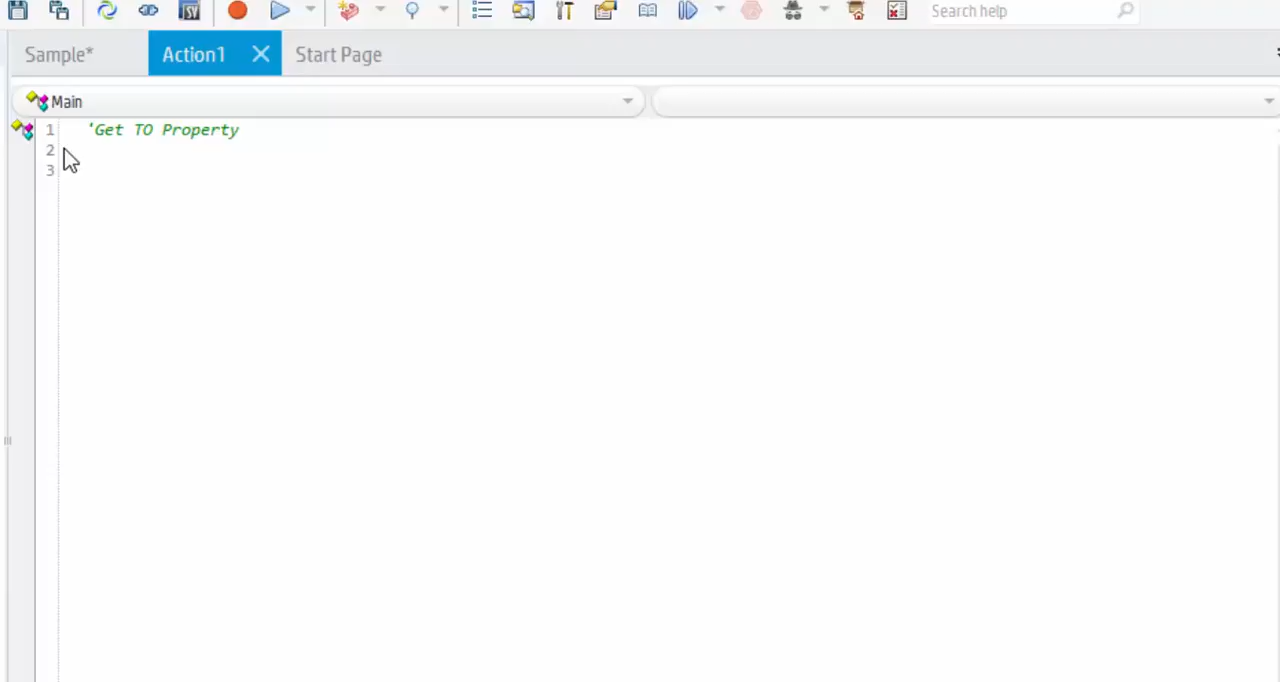 Search help
Sample* Action1 Start Page
Main
1 'Get TO Property
2
3